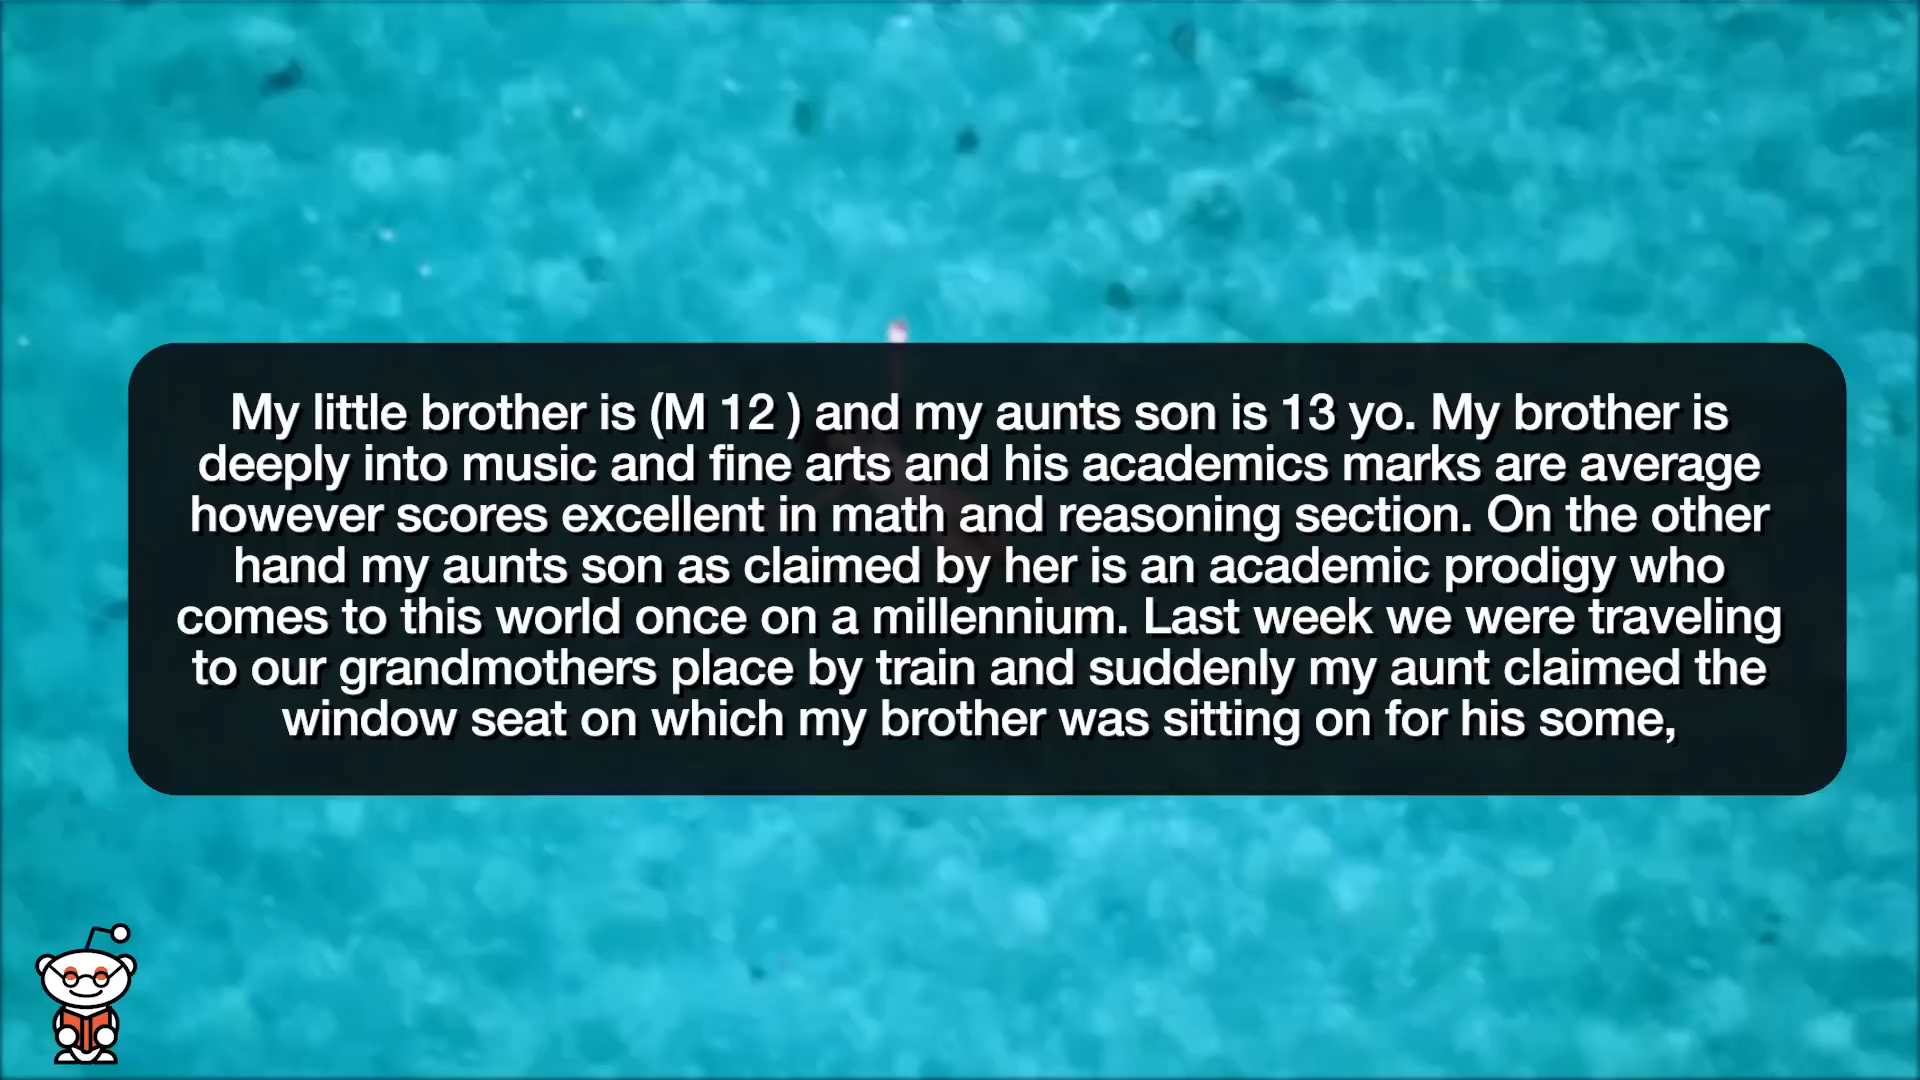 My little brother is (M 12 ) and my aunts son is 13 yo. My brother is
deeply into music and fine arts and his academics marks are average
however scores excellent in math and reasoning section. On the other
hand my aunts son as claimed by her is an academic prodigy who
comes to this world once on a millennium. Last week we were traveling
to our grandmothers place by train and suddenly my aunt claimed the
window seat on which my brother was sitting on for his some,